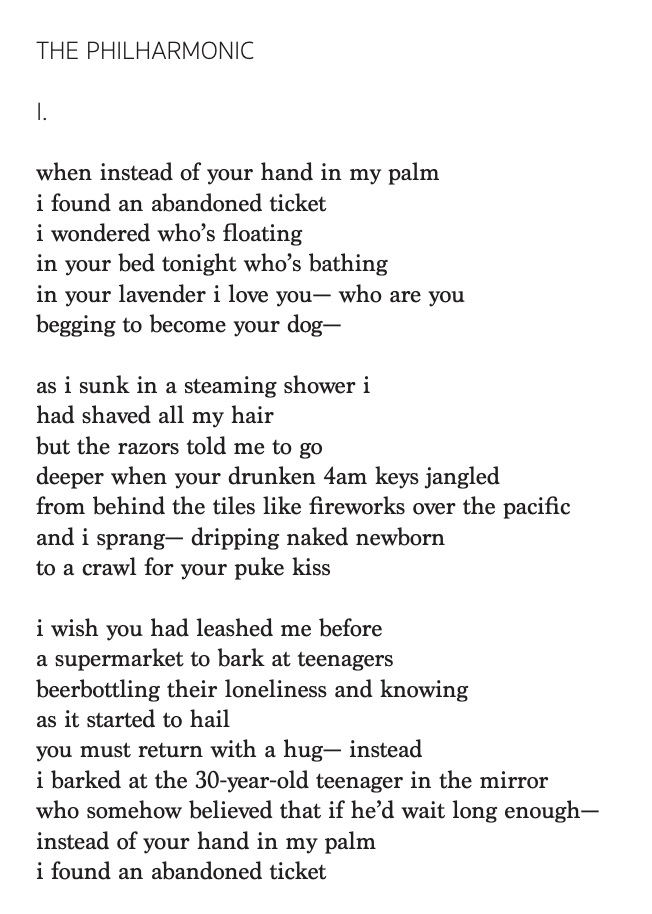 THE PHILHARMONIC
I.
when instead of your hand in my palm
i found an abandoned ticket
i wondered who’s floating
in your bed tonight who’s bathing
in your lavender i love you— who are you
begging to become your dog—
as i sunk in a steaming shower i
had shaved all my hair
but the razors told me to go
deeper when your drunken 4am keys jangled
from behind the tiles like fireworks over the pacific
and i sprang— dripping naked newborn
to a crawl for your puke kiss
i wish you had leashed me before
a supermarket to bark at teenagers
beerbottling their loneliness and knowing
as it started to hail
you must return with a hug— instead
i barked at the 30-year-old teenager in the mirror
who somehow believed that if he’d wait long enough—
instead of your hand in my palm
i found an abandoned ticket